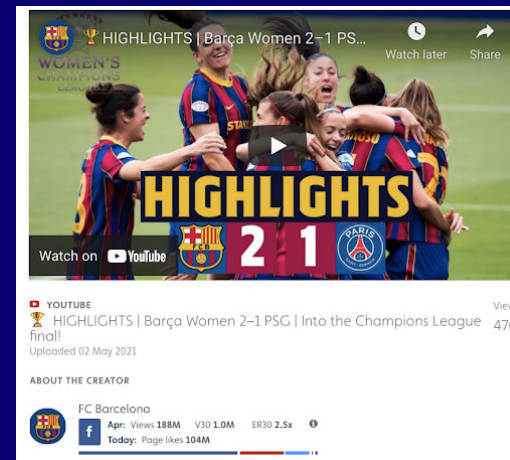 🏆 HIGHLIGHTS | Barça Women 2–1 PS...
Watch later
Share
WOMEN'S
CHAMPIONS
LEAGUE
HIGHLIGHTS
FCB
2 1
PARIS
Watch on YouTube
YOUTUBE
🏆 HIGHLIGHTS | Barça Women 2–1 PSG | Into the Champions League
final!
Uploaded 02 May 2021
ABOUT THE CREATOR
FC Barcelona
Apr: Views 188M V30 1.0M ER30 2.5x
Today: Page likes 104M